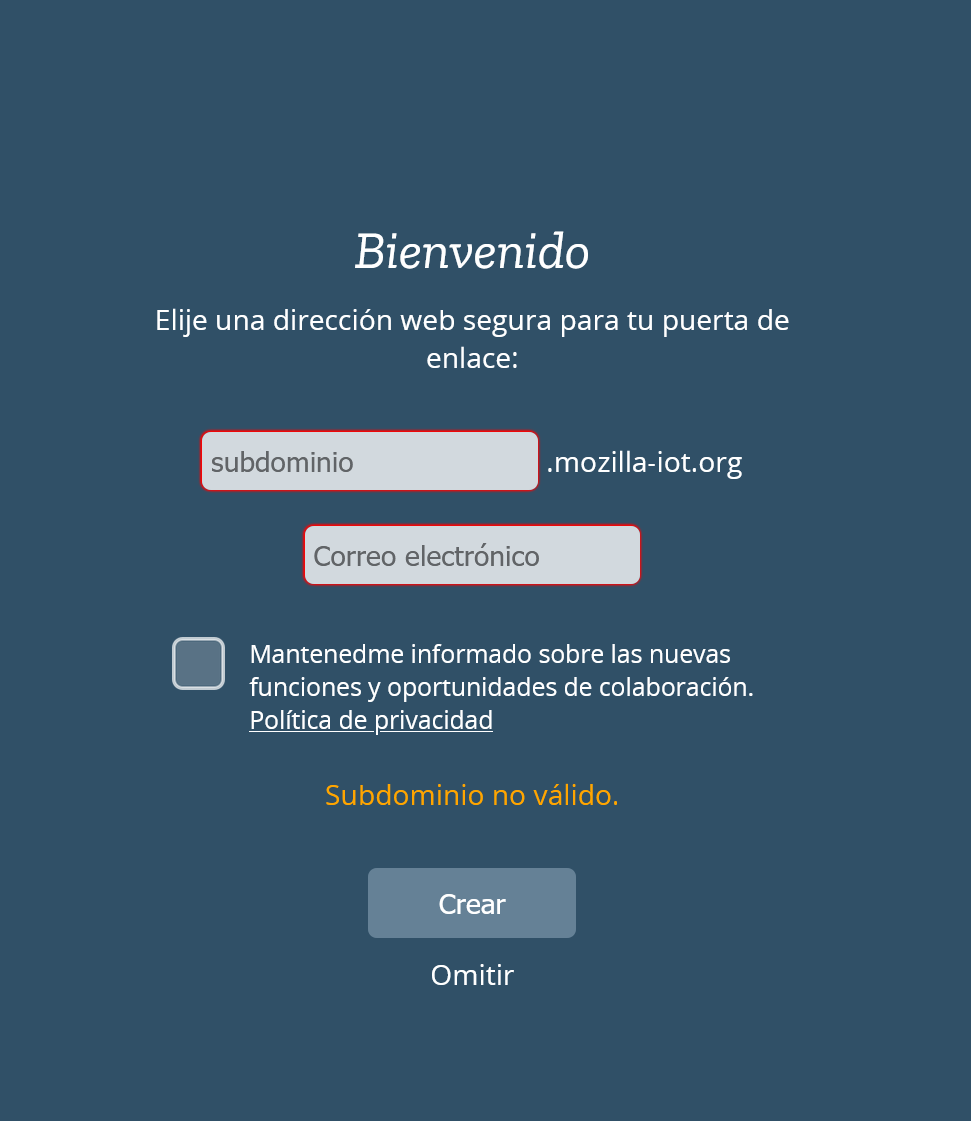 Bienvenido
Elije una dirección web segura para tu puerta de
enlace:
subdominio .mozilla-iot.org
Correo electrónico
Mantenedme informado sobre las nuevas
funciones y oportunidades de colaboración.
Política de privacidad
Subdominio no válido.
Crear
Omitir